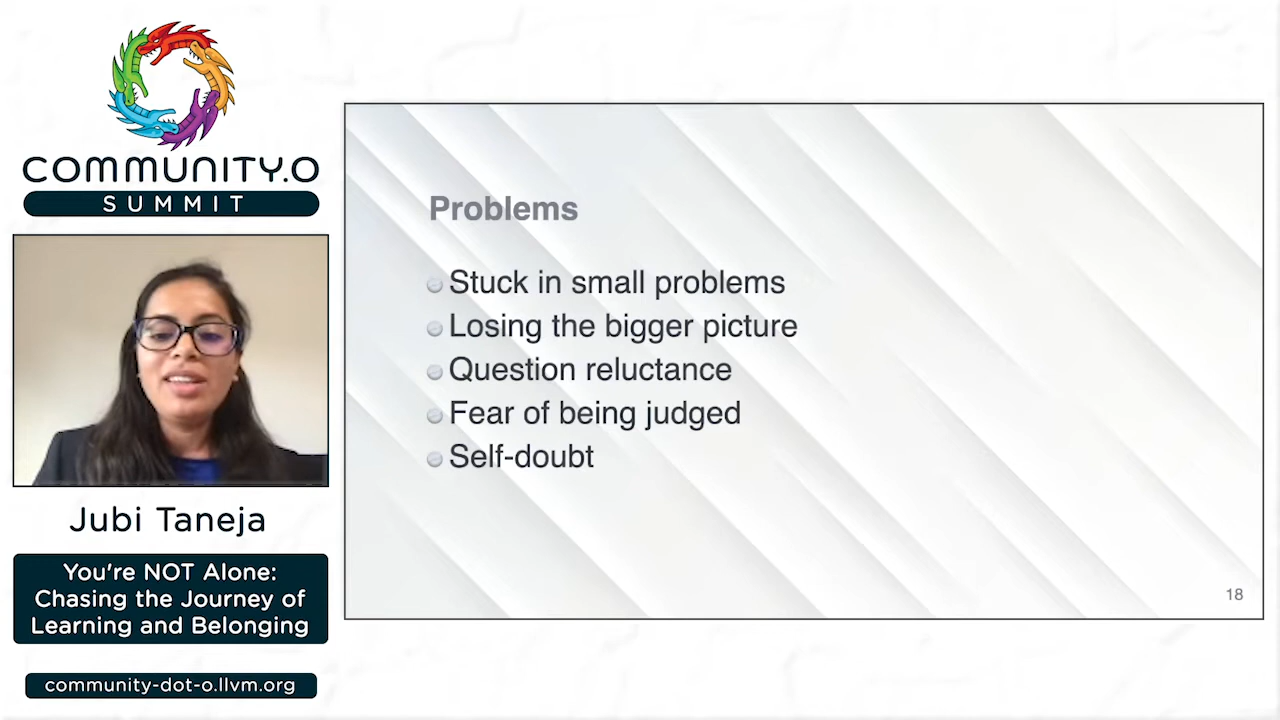 COMMUNITY.O
SUMMIT
Jubi Taneja
You're NOT Alone:
Chasing the Journey of
Learning and Belonging
community-dot-o.llvm.org
Problems
Stuck in small problems
Losing the bigger picture
Question reluctance
Fear of being judged
Self-doubt
18